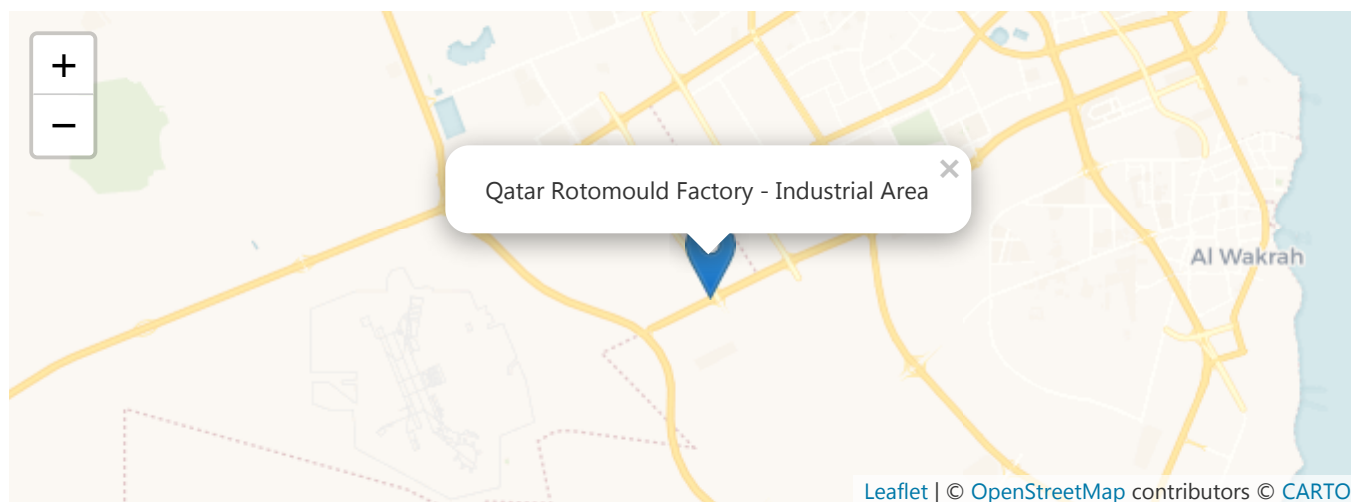 +
−
Qatar Rotomould Factory - Industrial Area
×
Al Wakrah
Leaflet | © OpenStreetMap contributors © CARTO